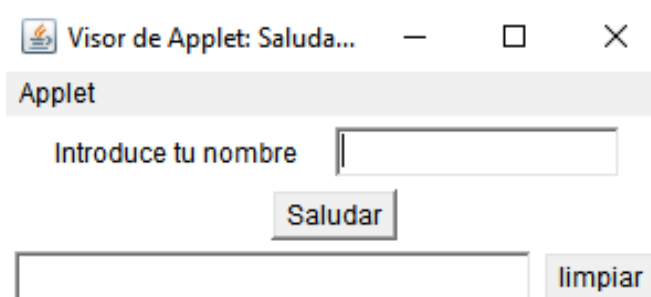 Visor de Applet: Saluda...
Applet
Introduce tu nombre
Saludar
limpiar